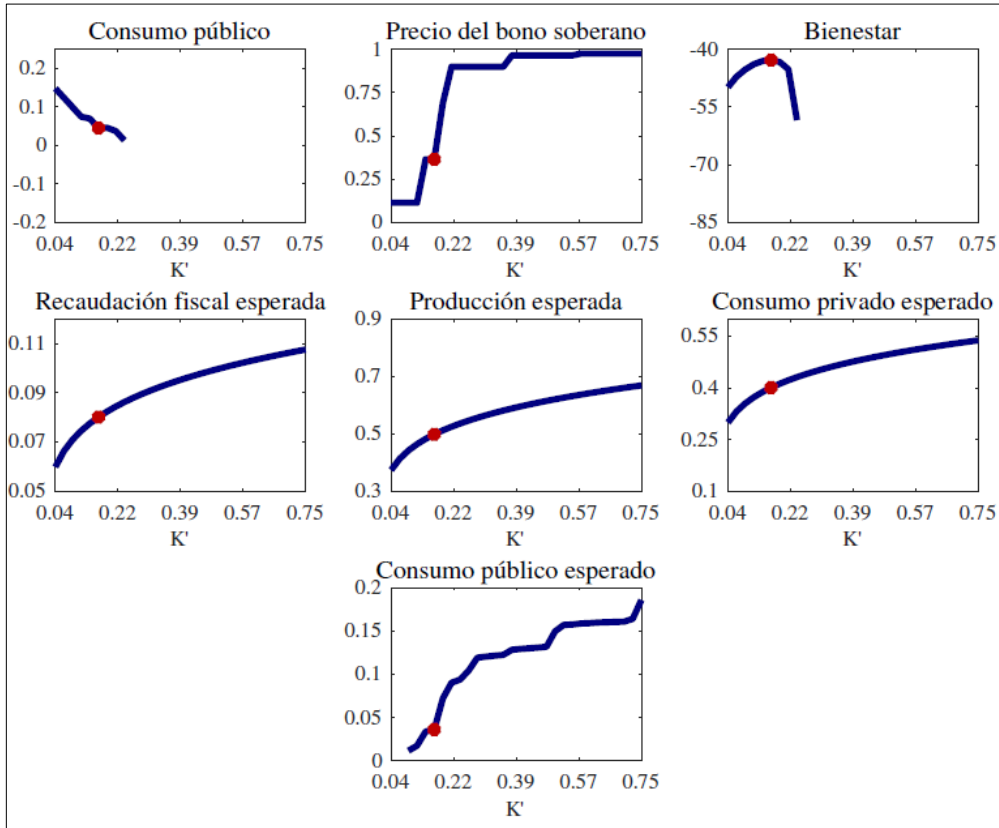 Consumo público
0.2
0.1
0
-0.1
-0.2
0.04 0.22 0.39 0.57 0.75
K'
Precio del bono soberano
1
0.75
0.5
0.25
0
0.04 0.22 0.39 0.57 0.75
K'
Bienestar
-40
-55
-70
-85
0.04 0.22 0.39 0.57 0.75
K'
Recaudación fiscal esperada
0.11
0.09
0.07
0.05
0.04 0.22 0.39 0.57 0.75
K'
Producción esperada
0.9
0.7
0.5
0.3
0.04 0.22 0.39 0.57 0.75
K'
Consumo privado esperado
0.55
0.4
0.25
0.1
0.04 0.22 0.39 0.57 0.75
K'
Consumo público esperado
0.2
0.15
0.1
0.05
0
0.04 0.22 0.39 0.57 0.75
K'